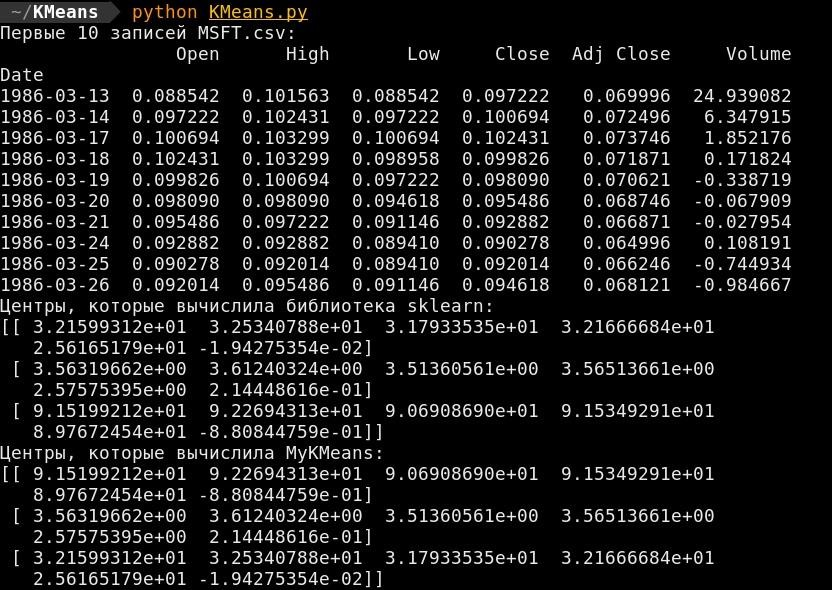 ~/KMeans python KMeans.py
Первые 10 записей MSFT.csv:
Open High Low Close Adj Close Volume
Date
1986-03-13 0.088542 0.101563 0.088542 0.097222 0.069996 24.939082
1986-03-14 0.097222 0.102431 0.097222 0.100694 0.072496 6.347915
1986-03-17 0.100694 0.103299 0.100694 0.102431 0.073746 1.852176
1986-03-18 0.102431 0.103299 0.098958 0.099826 0.071871 0.171824
1986-03-19 0.099826 0.100694 0.097222 0.098090 0.070621 -0.338719
1986-03-20 0.098090 0.098090 0.094618 0.095486 0.068746 -0.067909
1986-03-21 0.095486 0.097222 0.091146 0.092882 0.066871 -0.027954
1986-03-24 0.092882 0.092882 0.089410 0.090278 0.064996 0.108191
1986-03-25 0.090278 0.092014 0.089410 0.092014 0.066246 -0.744934
1986-03-26 0.092014 0.095486 0.091146 0.094618 0.068121 -0.984667
Центры, которые вычислила библиотека sklearn:
[[ 3.21599312e+01 3.25340788e+01 3.17933535e+01 3.21666684e+01
2.56165179e+01 -1.94275354e-02]
[ 3.56319662e+00 3.61240324e+00 3.51360561e+00 3.56513661e+00
2.57575395e+00 2.14448616e-01]
[ 9.15199212e+01 9.22694313e+01 9.06908690e+01 9.15349291e+01
8.97672454e+01 -8.80844759e-01]]
Центры, которые вычислила MyKMeans:
[[ 9.15199212e+01 9.22694313e+01 9.06908690e+01 9.15349291e+01
8.97672454e+01 -8.80844759e-01]
[ 3.56319662e+00 3.61240324e+00 3.51360561e+00 3.56513661e+00
2.57575395e+00 2.14448616e-01]
[ 3.21599312e+01 3.25340788e+01 3.17933535e+01 3.21666684e+01
2.56165179e+01 -1.94275354e-02]]